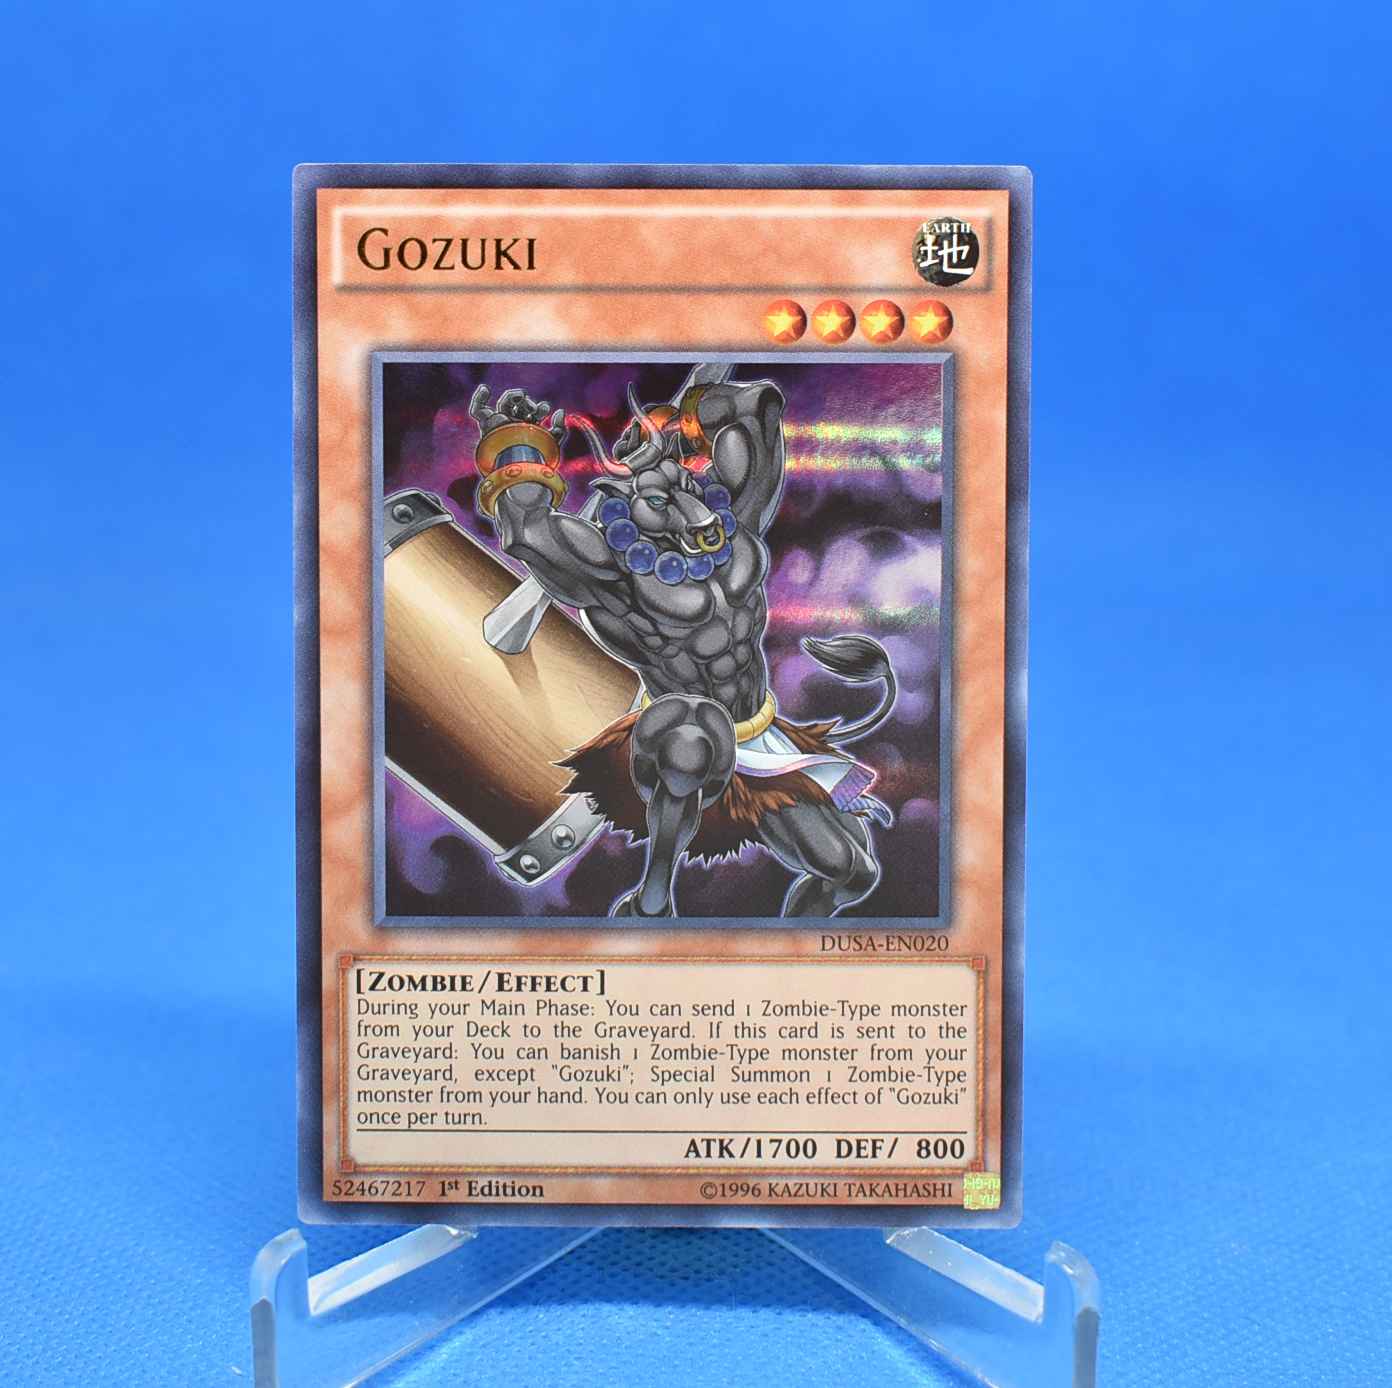 GOZUKI
EARTH
地
DUSA-EN020
[ZOMBIE/EFFECT]
During your Main Phase: You can send 1 Zombie-Type monster
from your Deck to the Graveyard. If this card is sent to the
Graveyard: You can banish 1 Zombie-Type monster from your
Graveyard, except "Gozuki"; Special Summon 1 Zombie-Type
monster from your hand. You can only use each effect of "Gozuki"
once per turn.
ATK/1700 DEF/ 800
52467217 1st Edition ©1996 KAZUKI TAKAHASHI